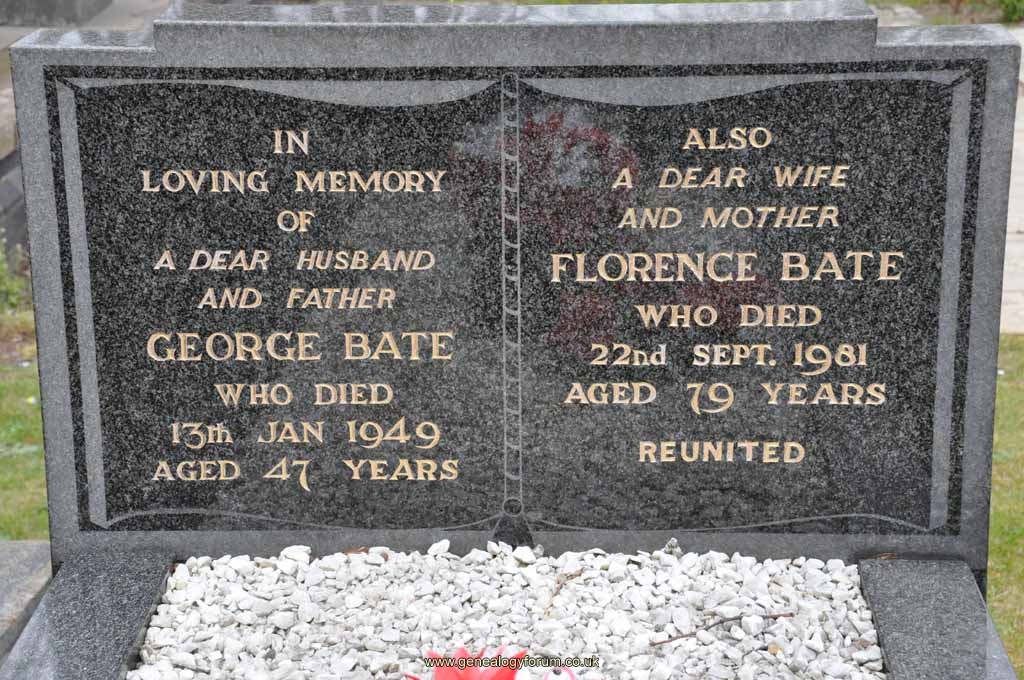 IN
LOVING MEMORY
OF
A DEAR HUSBAND
AND FATHER
GEORGE BATE
WHO DIED
13TH JAN 1949
AGED 47 YEARS
ALSO
A DEAR WIFE
AND MOTHER
FLORENCE BATE
WHO DIED
22nd SEPT. 1981
AGED 79 YEARS
REUNITED
www.genealogyforum.co.uk